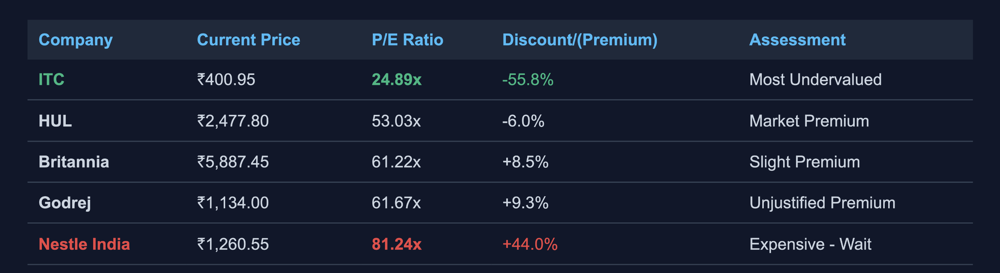 Company Current Price P/E Ratio Discount/(Premium) Assessment
ITC ₹400.95 24.89x -55.8% Most Undervalued
HUL ₹2,477.80 53.03x -6.0% Market Premium
Britannia ₹5,887.45 61.22x +8.5% Slight Premium
Godrej ₹1,134.00 61.67x +9.3% Unjustified Premium
Nestle India ₹1,260.55 81.24x +44.0% Expensive - Wait